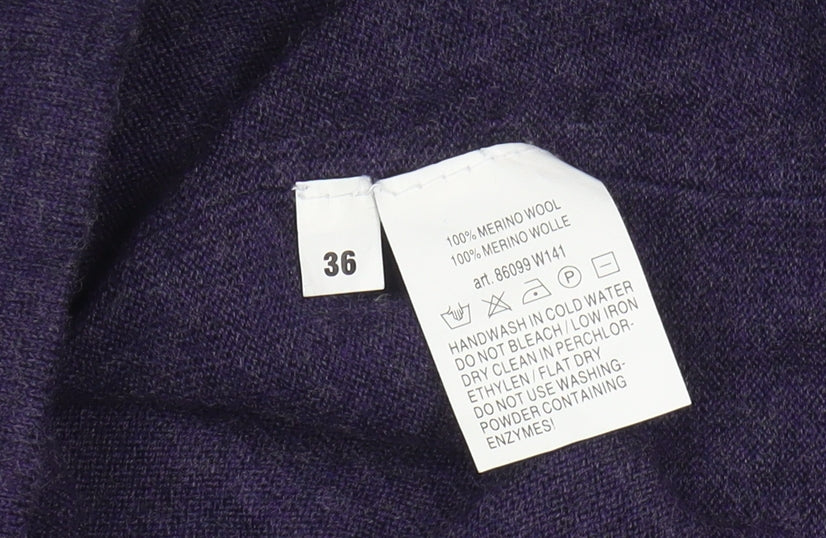 36
100% MERINO WOOL
100% MERINO WOLLE
art. 86099 W141
P
HANDWASH IN COLD WATER
DO NOT BLEACH / LOW IRON
DRY CLEAN IN PERCHLOR-
ETHYLEN / FLAT DRY
DO NOT USE WASHING-
POWDER CONTAINING
ENZYMES!